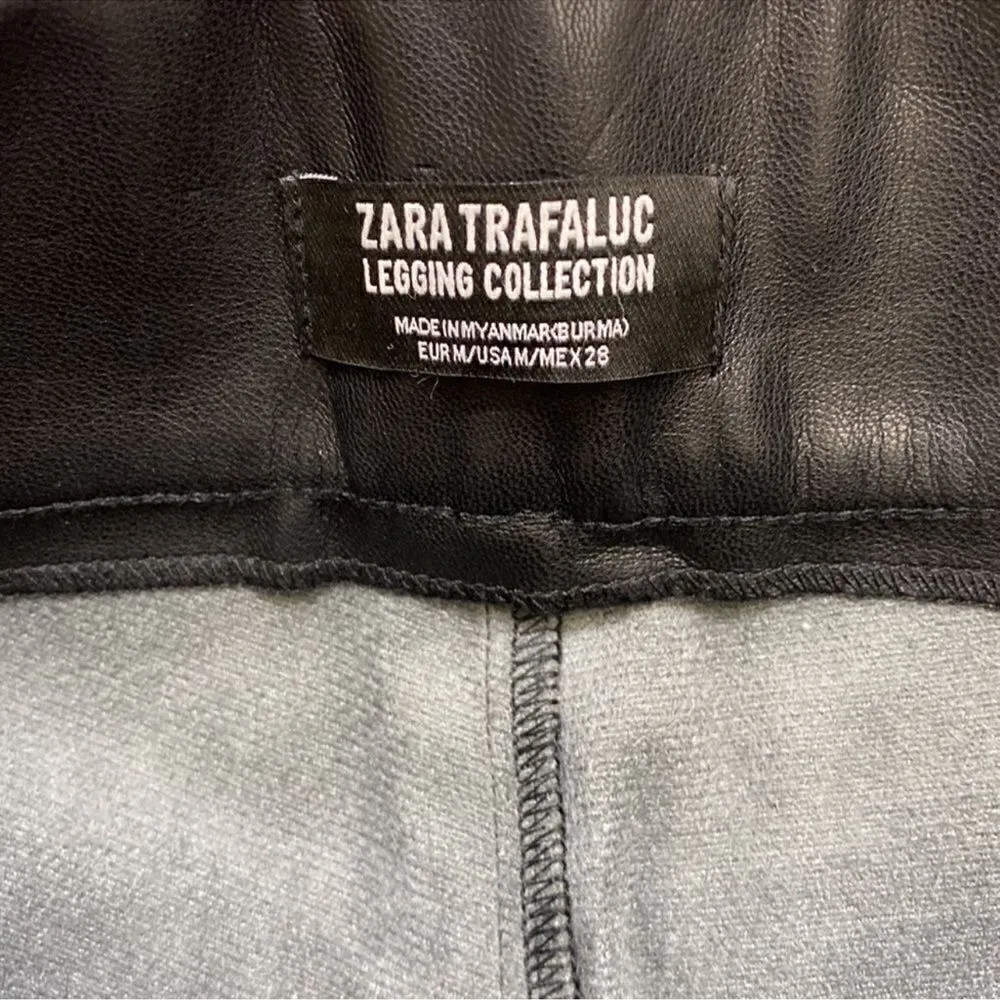 ZARA TRAFALUC
LEGGING COLLECTION
MADE IN MYANMAR(BURMA)
EUR M/USA M/MEX 28